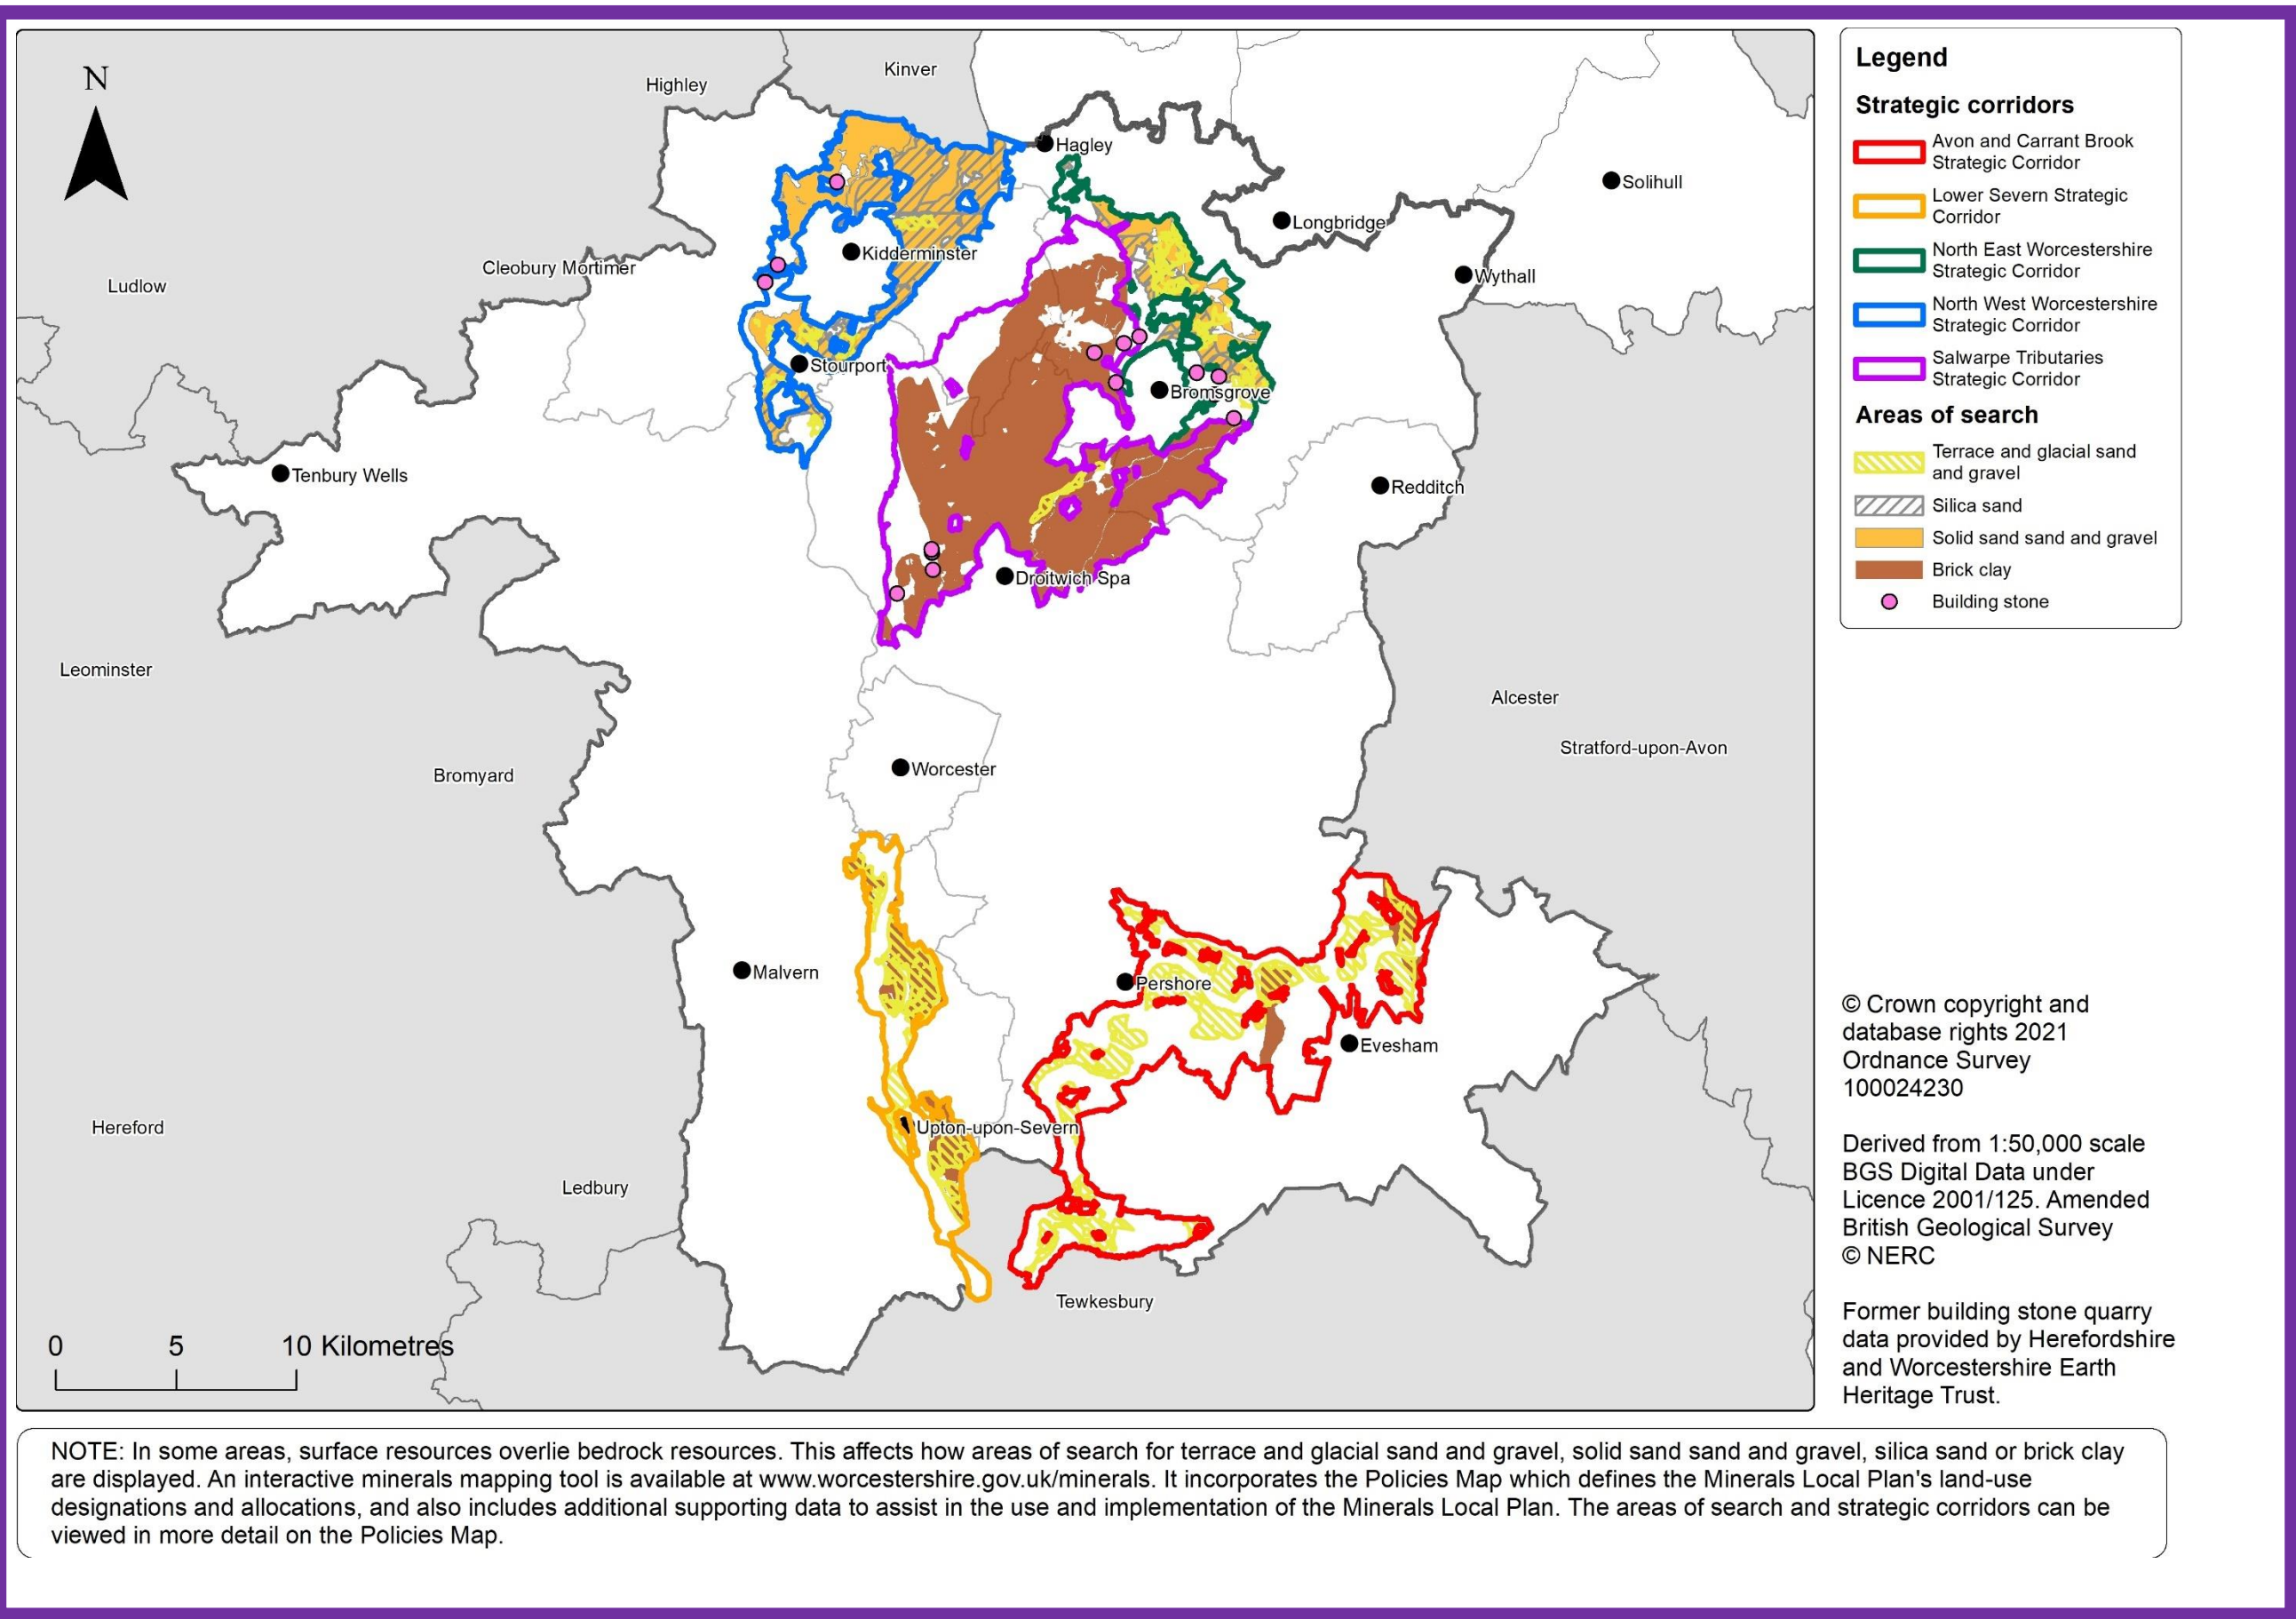 N
Highley
Kinver
Hagley
Solihull
Longbridge
Kidderminster
Cleobury Mortimer
Wythall
Ludlow
Stourport
Bromsgrove
Tenbury Wells
Redditch
Droitwich Spa
Leominster
Alcester
Stratford-upon-Avon
Worcester
Bromyard
Malvern
Pershore
Evesham
Hereford
Upton-upon-Severn
Ledbury
Tewkesbury
0 5 10 Kilometres
Legend
Strategic corridors
Avon and Carrant Brook
Strategic Corridor
Lower Severn Strategic
Corridor
North East Worcestershire
Strategic Corridor
North West Worcestershire
Strategic Corridor
Salwarpe Tributaries
Strategic Corridor
Areas of search
Terrace and glacial sand
and gravel
Silica sand
Solid sand sand and gravel
Brick clay
Building stone
© Crown copyright and
database rights 2021
Ordnance Survey
100024230
Derived from 1:50,000 scale
BGS Digital Data under
Licence 2001/125. Amended
British Geological Survey
© NERC
Former building stone quarry
data provided by Herefordshire
and Worcestershire Earth
Heritage Trust.
NOTE: In some areas, surface resources overlie bedrock resources. This affects how areas of search for terrace and glacial sand and gravel, solid sand sand and gravel, silica sand or brick clay
are displayed. An interactive minerals mapping tool is available at www.worcestershire.gov.uk/minerals. It incorporates the Policies Map which defines the Minerals Local Plan's land-use
designations and allocations, and also includes additional supporting data to assist in the use and implementation of the Minerals Local Plan. The areas of search and strategic corridors can be
viewed in more detail on the Policies Map.